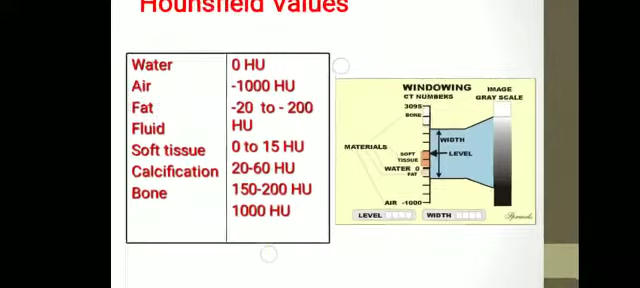 Hounsfield Values
Water
Air
Fat
Fluid
Soft tissue
Calcification
Bone
0 HU
-1000 HU
-20 to - 200
HU
0 to 15 HU
20-60 HU
150-200 HU
1000 HU
WINDOWING
CT NUMBERS
IMAGE
GRAY SCALE
3095
BONE
WIDTH
MATERIALS
LEVEL
SOFT
TISSUE
WATER 0
FAT
AIR -1000
LEVEL
WIDTH